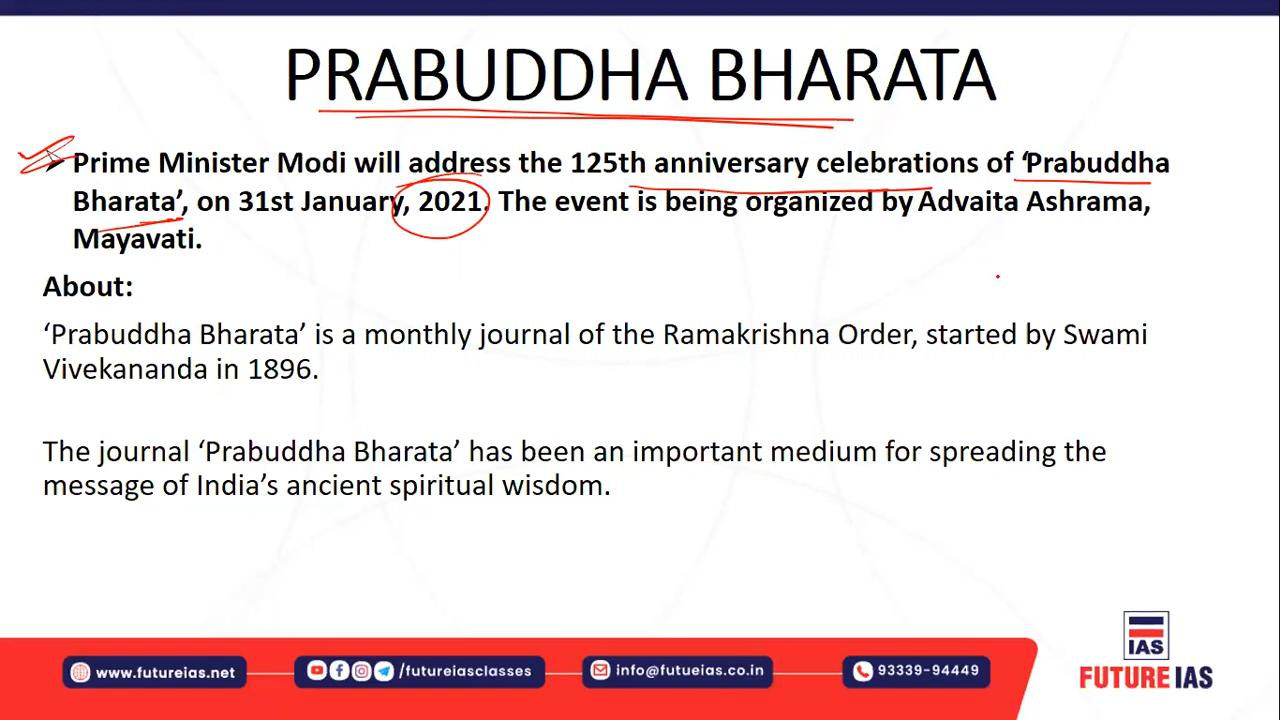 PRABUDDHA BHARATA
➤ Prime Minister Modi will address the 125th anniversary celebrations of ‘Prabuddha
Bharata’, on 31st January, 2021. The event is being organized by Advaita Ashrama,
Mayavati.
About:
‘Prabuddha Bharata’ is a monthly journal of the Ramakrishna Order, started by Swami
Vivekananda in 1896.
The journal ‘Prabuddha Bharata’ has been an important medium for spreading the
message of India’s ancient spiritual wisdom.
www.futureias.net
/futureiasclasses
info@futueias.co.in
93339-94449
IAS
FUTURE IAS